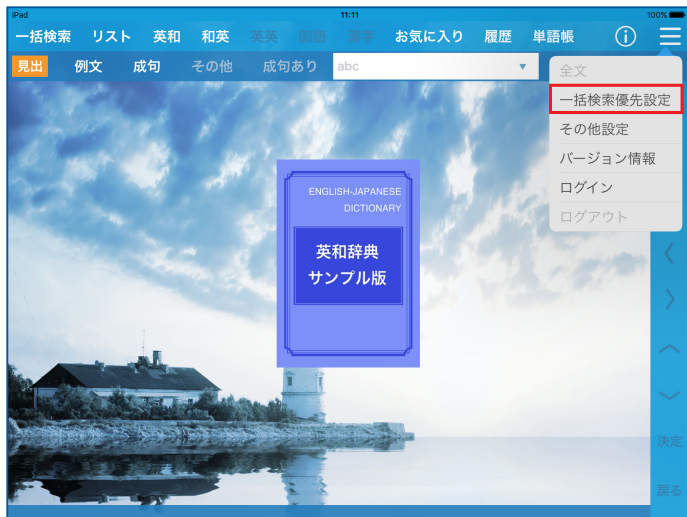 iPad 11:11 100%
一括検索 リスト 英和 和英 英英 国語 漢字 お気に入り 履歴 単語帳
見出 例文 成句 その他 成句あり abc
全文
一括検索優先設定
その他設定
バージョン情報
ログイン
ログアウト
ENGLISH-JAPANESE
DICTIONARY
英和辞典
サンプル版
決定
戻る